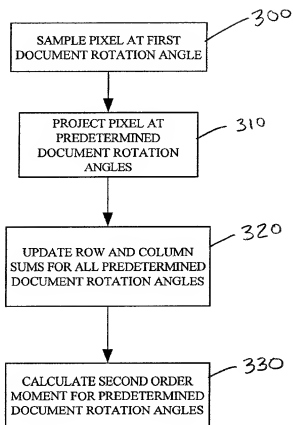 300
SAMPLE PIXEL AT FIRST
DOCUMENT ROTATION ANGLE
310
PROJECT PIXEL AT
PREDETERMINED
DOCUMENT ROTATION
ANGLES
320
UPDATE ROW AND COLUMN
SUMS FOR ALL PREDETERMINED
DOCUMENT ROTATION ANGLES
330
CALCULATE SECOND ORDER
MOMENT FOR PREDETERMINED
DOCUMENT ROTATION ANGLES